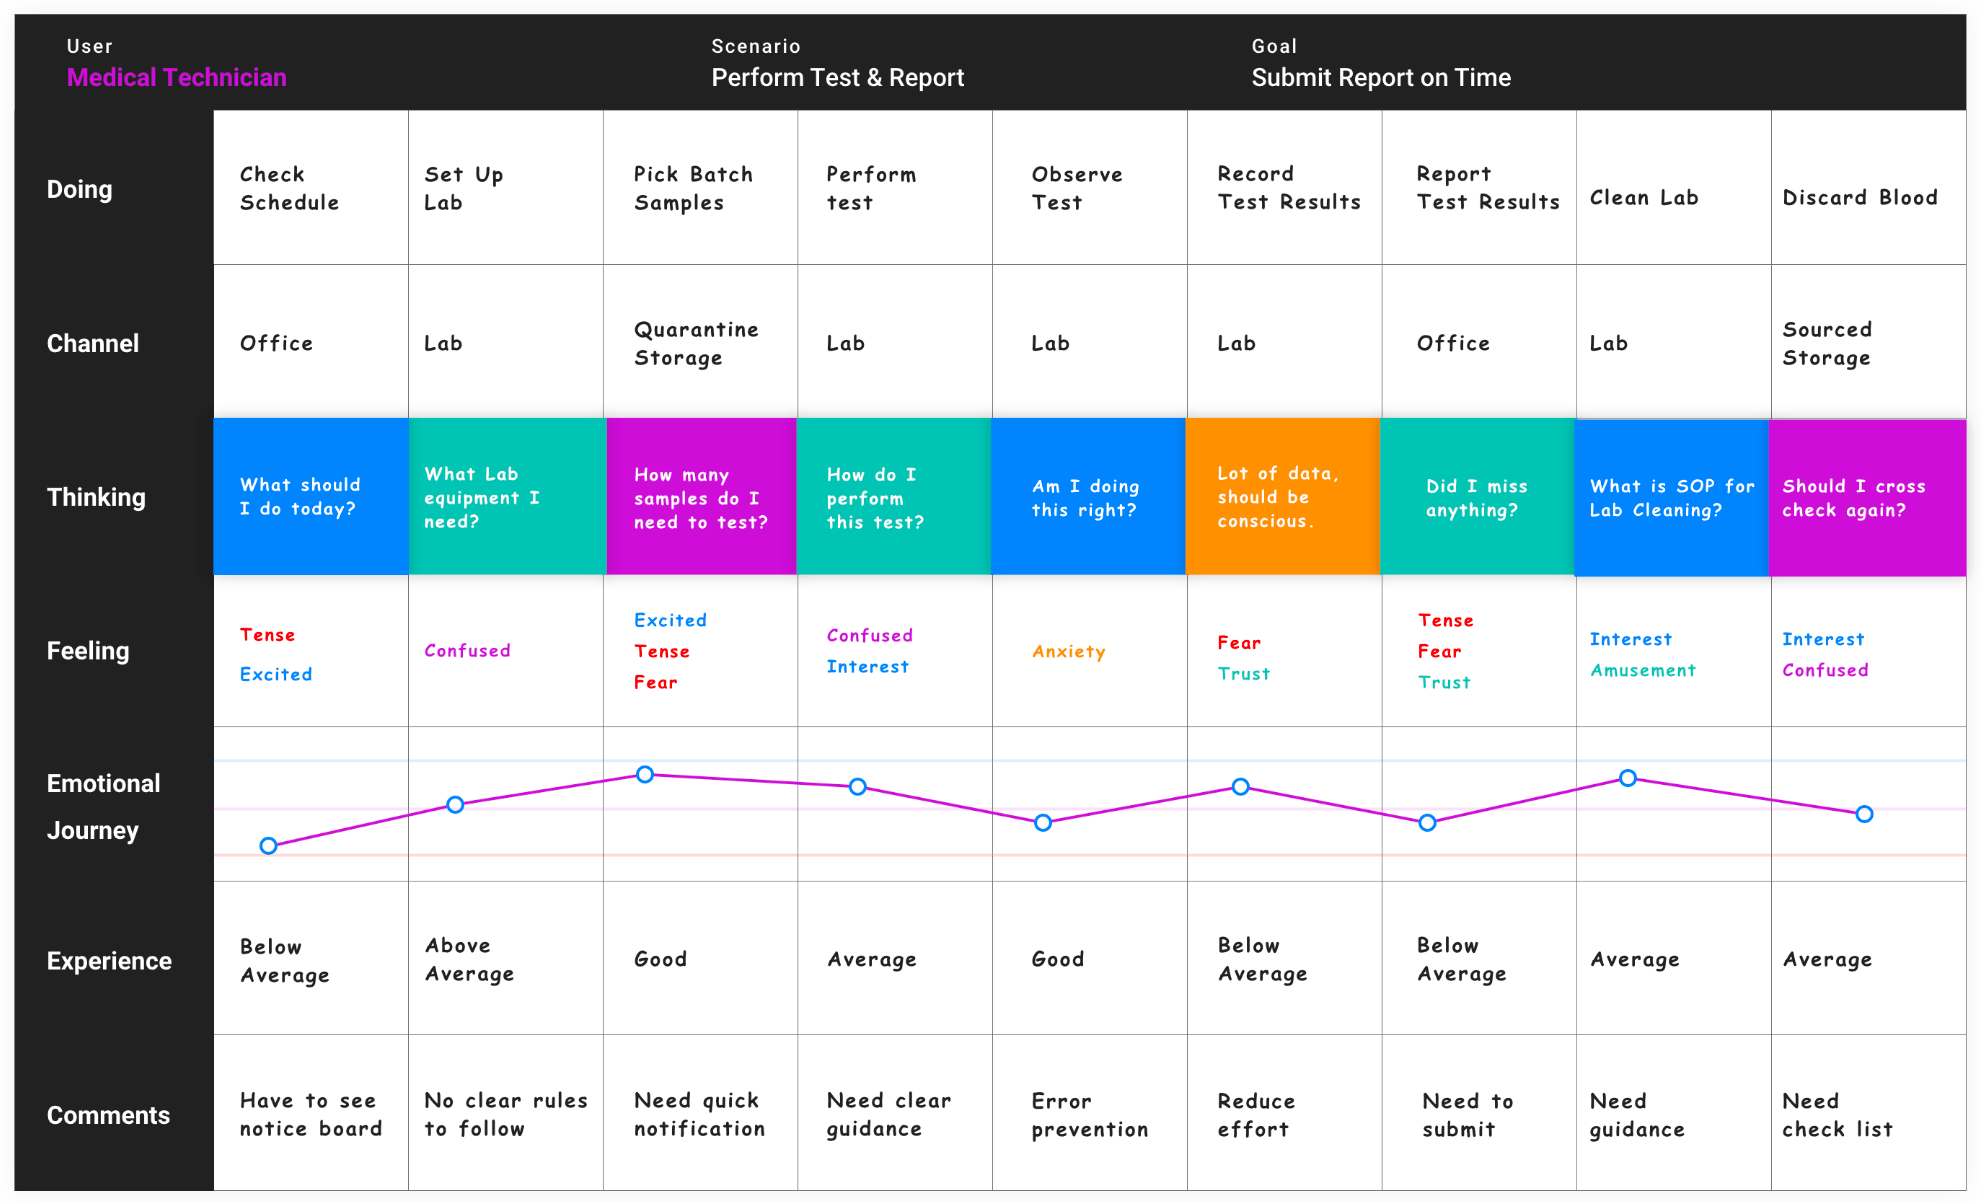 User
Medical Technician
Scenario
Perform Test & Report
Goal
Submit Report on Time
Doing
Check
Schedule
Set Up
Lab
Pick Batch
Samples
Perform
test
Observe
Test
Record
Test Results
Report
Test Results
Clean Lab
Discard Blood
Channel
Office
Lab
Quarantine
Storage
Lab
Lab
Lab
Office
Lab
Sourced
Storage
Thinking
What should
I do today?
What Lab
equipment I
need?
How many
samples do I
need to test?
How do I
perform
this test?
Am I doing
this right?
Lot of data,
should be
conscious.
Did I miss
anything?
What is SOP for
Lab Cleaning?
Should I cross
check again?
Feeling
Tense
Excited
Confused
Excited
Tense
Fear
Confused
Interest
Anxiety
Fear
Trust
Tense
Fear
Trust
Interest
Amusement
Interest
Confused
Emotional
Journey
Experience
Below
Average
Above
Average
Good
Average
Good
Below
Average
Below
Average
Average
Average
Comments
Have to see
notice board
No clear rules
to follow
Need quick
notification
Need clear
guidance
Error
prevention
Reduce
effort
Need to
submit
Need
guidance
Need
check list